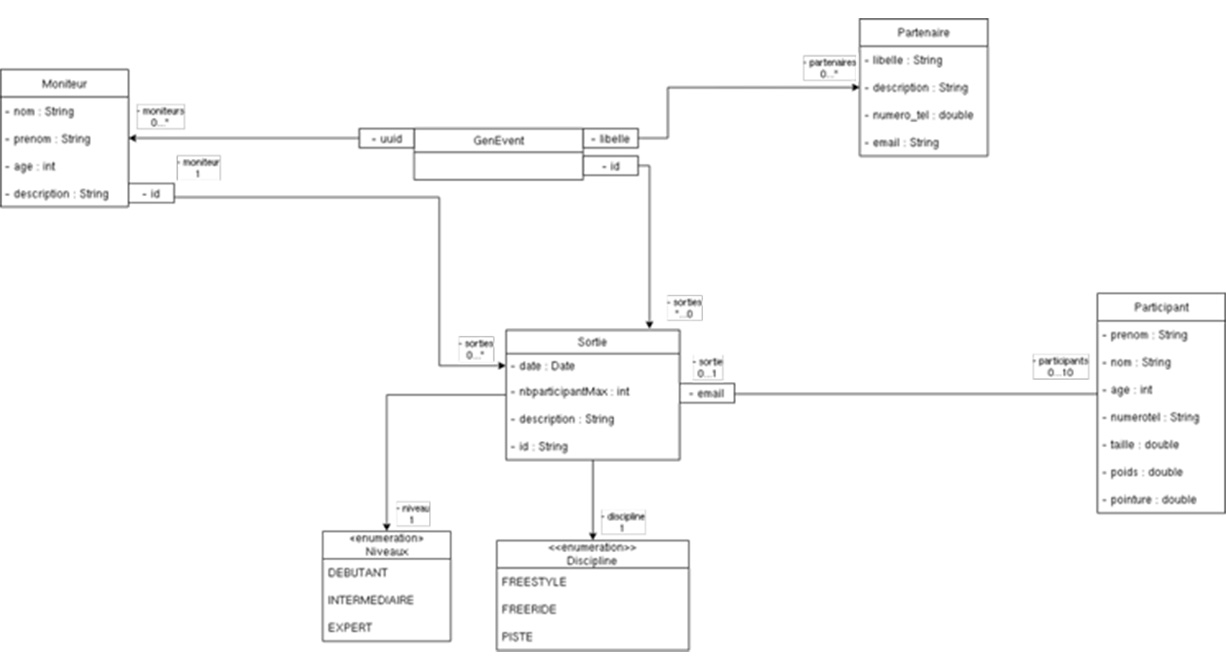 Partenaire
- libelle : String
- description : String
- numero_tel : double
- email : String
- partenaires
0...*
Moniteur
- nom : String
- prenom : String
- age : int
- description : String
- moniteurs
0...*
- moniteur
1
- id
- uuid
GenEvent
- libelle
- id
- sorties
*...0
- sorties
0...*
Sortie
- date : Date
- nbparticipantMax : int
- description : String
- id : String
- sortie
0...1
- email
- participants
0...10
Participant
- prenom : String
- nom : String
- age : int
- numerotel : String
- taille : double
- poids : double
- pointure : double
- niveau
1
<enumeration>
Niveaux
DEBUTANT
INTERMEDIAIRE
EXPERT
- discipline
1
<<enumeration>>
Discipline
FREESTYLE
FREERIDE
PISTE